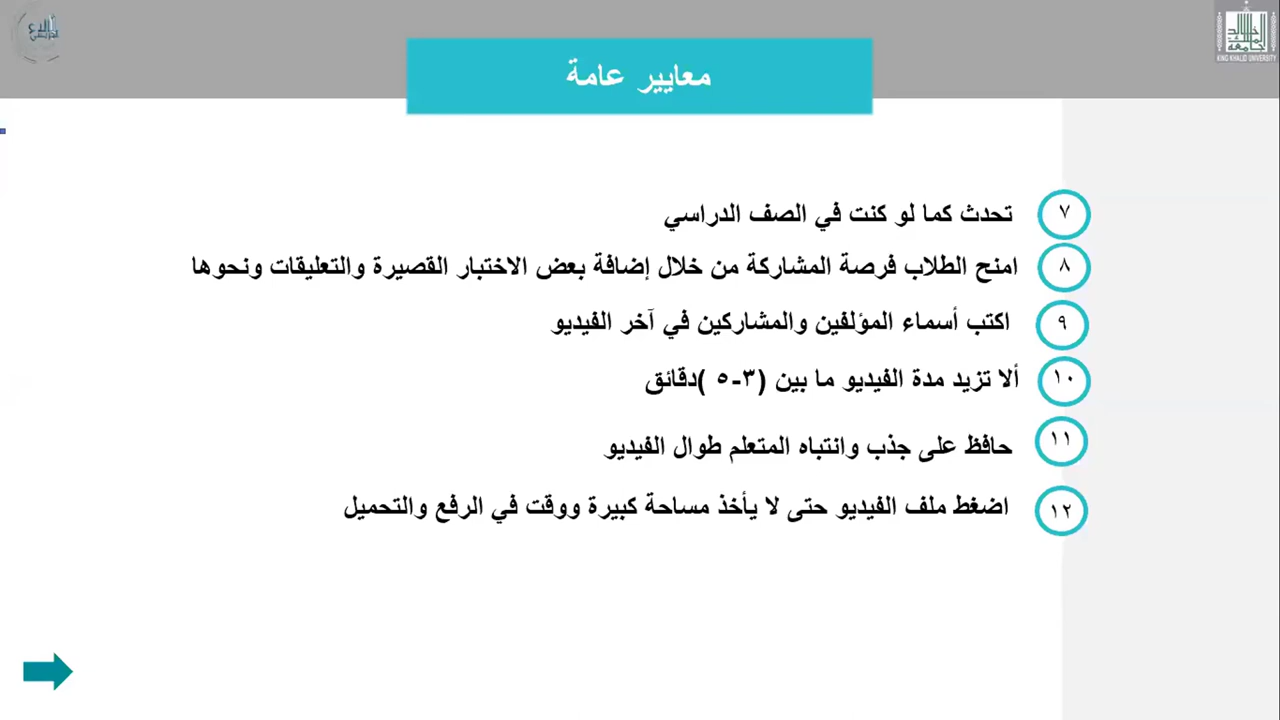 معايير عامة
٧ تحدث كما لو كنت في الصف الدراسي
٨ امنح الطلاب فرصة المشاركة من خلال إضافة بعض الاختبار القصيرة والتعليقات ونحوها
٩ اكتب أسماء المؤلفين والمشاركين في آخر الفيديو
١٠ ألا تزيد مدة الفيديو ما بين (٣-٥ )دقائق
١١ حافظ على جذب وانتباه المتعلم طوال الفيديو
١٢ اضغط ملف الفيديو حتى لا يأخذ مساحة كبيرة ووقت في الرفع والتحميل
KING KHALID UNIVERSITY